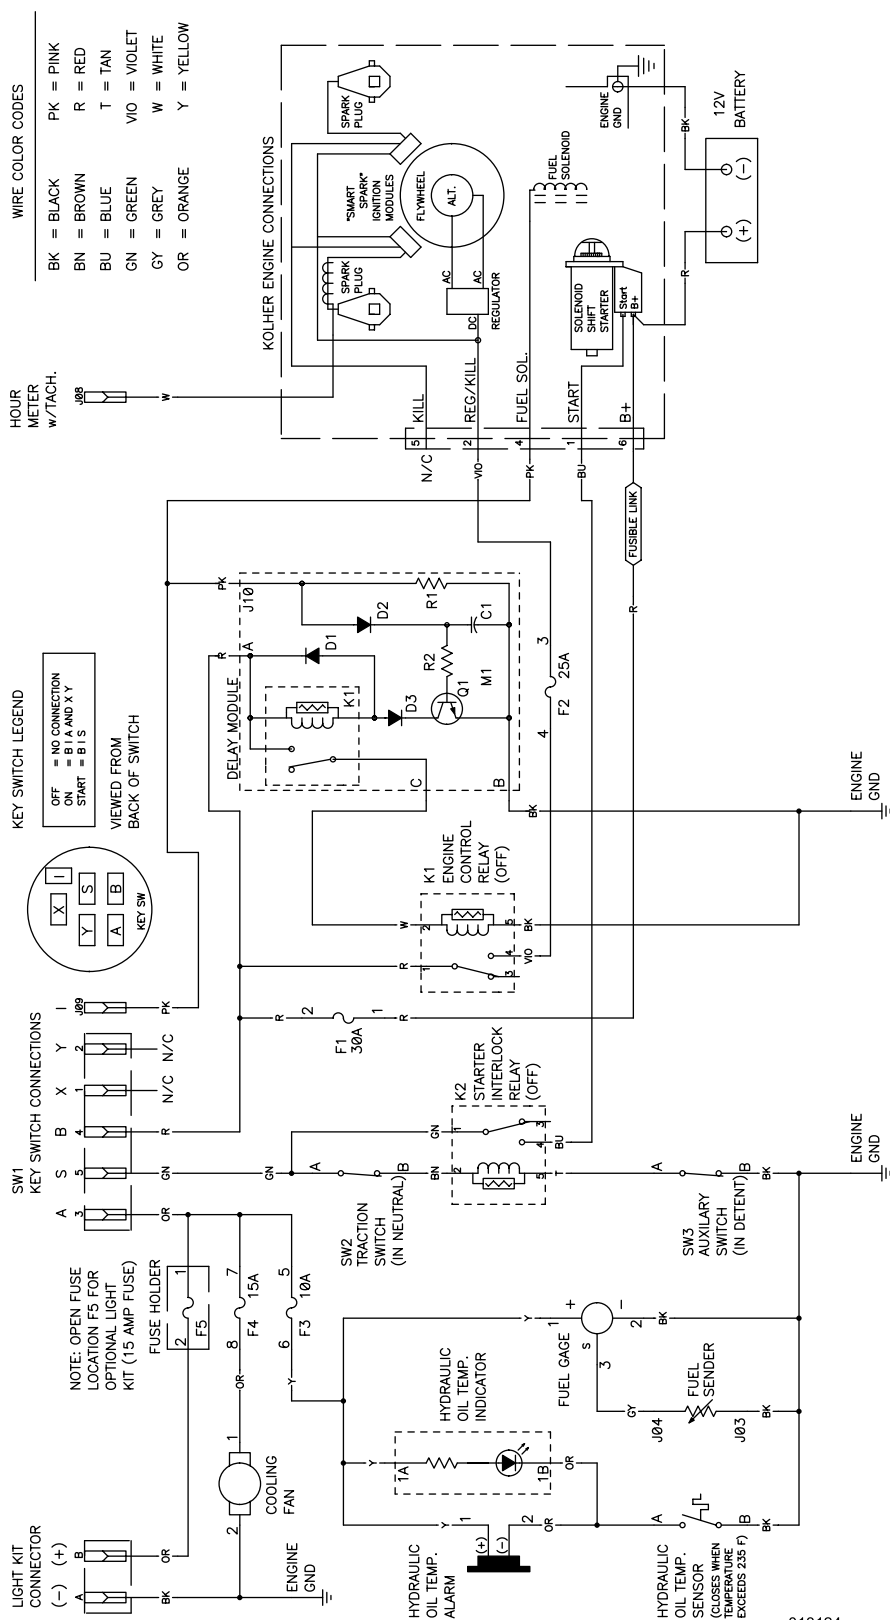 WIRE COLOR CODES
BK = BLACK
BN = BROWN
BU = BLUE
GN = GREEN
GY = GREY
OR = ORANGE
PK = PINK
R = RED
T = TAN
VIO = VIOLET
W = WHITE
Y = YELLOW
HOUR
METER
w/TACH.
J08
W
KOLHER ENGINE CONNECTIONS
SPARK
PLUG
SPARK
PLUG
"SMART
SPARK"
IGNITION
MODULES
FLYWHEEL
ALT.
AC
AC
DC
REGULATOR
FUEL
SOLENOID
SOLENOID
SHIFT
STARTER
Start
B+
ENGINE
GND
BK
12V
BATTERY
(+)
(-)
R
KILL
REG/KILL
FUEL SOL.
START
B+
5
2
4
1
6
N/C
VIO
PK
BU
FUSIBLE LINK
R
KEY SWITCH LEGEND
OFF = NO CONNECTION
ON = B I A AND X Y
START = B I S
VIEWED FROM
BACK OF SWITCH
X
I
Y
S
A
B
KEY SW
DELAY MODULE
J10
PK
R
A
D1
D2
R1
K1
R2
C1
D3
Q1
M1
C
B
BK
3
25A
F2
4
K1
ENGINE
CONTROL
RELAY
(OFF)
W
2
5
BK
R
1
4
VIO
3
ENGINE
GND
SW1
KEY SWITCH CONNECTIONS
A
S
B
X
Y
I
3
5
4
1
2
J09
OR
GN
R
N/C
N/C
PK
R
2
F1
30A
1
R
K2
STARTER
INTERLOCK
RELAY
(OFF)
GN
1
3
4
BU
GN
A
SW2
TRACTION
SWITCH
(IN NEUTRAL)
B
BN
2
5
T
A
SW3
AUXILARY
SWITCH
(IN DETENT)
B
BK
ENGINE
GND
NOTE: OPEN FUSE
LOCATION F5 FOR
OPTIONAL LIGHT
KIT (15 AMP FUSE)
FUSE HOLDER
1
2
F5
7
15A
8
F4
5
10A
6
F3
OR
Y
LIGHT KIT
CONNECTOR
(-)
(+)
A
B
BK
OR
1
COOLING
FAN
2
ENGINE
GND
HYDRAULIC
OIL TEMP.
INDICATOR
Y
1A
1B
OR
HYDRAULIC
OIL TEMP.
ALARM
Y
1
(+)
(-)
2
OR
FUEL GAGE
Y
1
+
S
-
2
BK
3
GY
J04
FUEL
SENDER
J03
BK
HYDRAULIC
OIL TEMP.
SENSOR
(CLOSES WHEN
TEMPERATURE
EXCEEDS 235 F)
A
B
BK